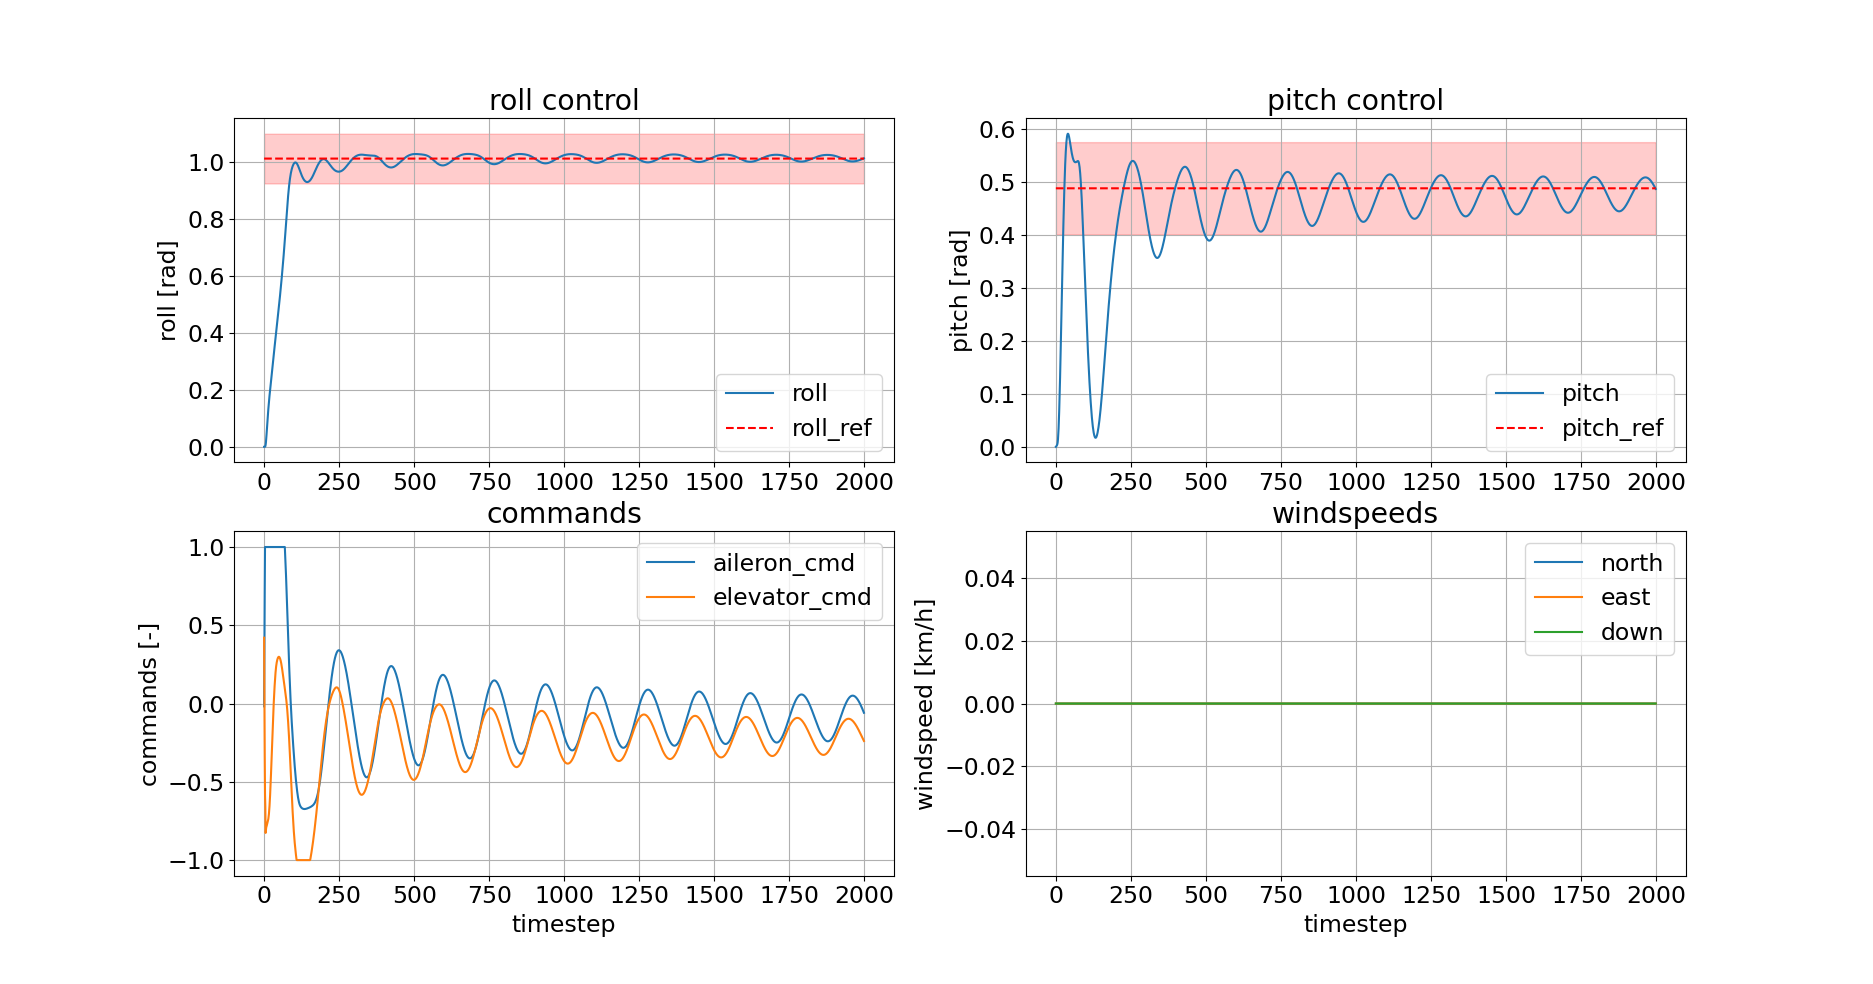 roll control
roll [rad]
1.0
0.8
0.6
0.4
0.2
0.0
roll
roll_ref
0 250 500 750 1000 1250 1500 1750 2000
pitch control
pitch [rad]
0.6
0.5
0.4
0.3
0.2
0.1
0.0
pitch
pitch_ref
0 250 500 750 1000 1250 1500 1750 2000
commands
commands [-]
1.0
0.5
0.0
−0.5
−1.0
aileron_cmd
elevator_cmd
0 250 500 750 1000 1250 1500 1750 2000
timestep
windspeeds
windspeed [km/h]
0.04
0.02
0.00
−0.02
−0.04
north
east
down
0 250 500 750 1000 1250 1500 1750 2000
timestep